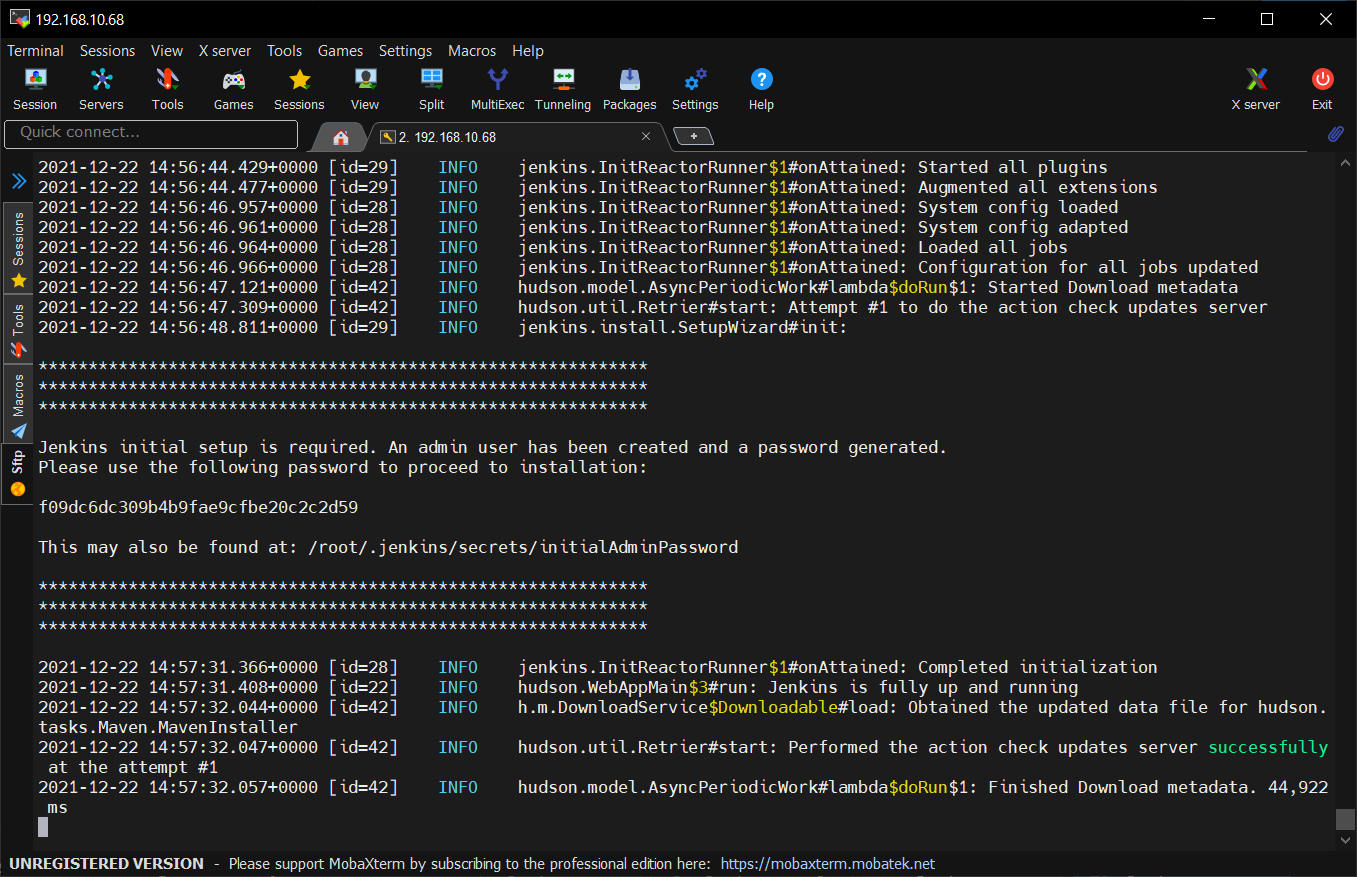 192.168.10.68
Terminal Sessions View X server Tools Games Settings Macros Help
Session Servers Tools Games Sessions View Split MultiExec Tunneling Packages Settings Help X server Exit
Quick connect...
2. 192.168.10.68
Sessions
Tools
Macros
Sftp
2021-12-22 14:56:44.429+0000 [id=29] INFO jenkins.InitReactorRunner$1#onAttained: Started all plugins
2021-12-22 14:56:44.477+0000 [id=29] INFO jenkins.InitReactorRunner$1#onAttained: Augmented all extensions
2021-12-22 14:56:46.957+0000 [id=28] INFO jenkins.InitReactorRunner$1#onAttained: System config loaded
2021-12-22 14:56:46.961+0000 [id=28] INFO jenkins.InitReactorRunner$1#onAttained: System config adapted
2021-12-22 14:56:46.964+0000 [id=28] INFO jenkins.InitReactorRunner$1#onAttained: Loaded all jobs
2021-12-22 14:56:46.966+0000 [id=28] INFO jenkins.InitReactorRunner$1#onAttained: Configuration for all jobs updated
2021-12-22 14:56:47.121+0000 [id=42] INFO hudson.model.AsyncPeriodicWork#lambda$doRun$1: Started Download metadata
2021-12-22 14:56:47.309+0000 [id=42] INFO hudson.util.Retrier#start: Attempt #1 to do the action check updates server
2021-12-22 14:56:48.811+0000 [id=29] INFO jenkins.install.SetupWizard#init:
*************************************************************
*************************************************************
*************************************************************
Jenkins initial setup is required. An admin user has been created and a password generated.
Please use the following password to proceed to installation:
f09dc6dc309b4b9fae9cfbe20c2c2d59
This may also be found at: /root/.jenkins/secrets/initialAdminPassword
*************************************************************
*************************************************************
*************************************************************
2021-12-22 14:57:31.366+0000 [id=28] INFO jenkins.InitReactorRunner$1#onAttained: Completed initialization
2021-12-22 14:57:31.408+0000 [id=22] INFO hudson.WebAppMain$3#run: Jenkins is fully up and running
2021-12-22 14:57:32.044+0000 [id=42] INFO h.m.DownloadService$Downloadable#load: Obtained the updated data file for hudson.
tasks.Maven.MavenInstaller
2021-12-22 14:57:32.047+0000 [id=42] INFO hudson.util.Retrier#start: Performed the action check updates server successfully
at the attempt #1
2021-12-22 14:57:32.057+0000 [id=42] INFO hudson.model.AsyncPeriodicWork#lambda$doRun$1: Finished Download metadata. 44,922
ms
UNREGISTERED VERSION - Please support MobaXterm by subscribing to the professional edition here: https://mobaxterm.mobatek.net